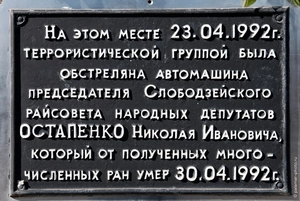 На этом месте 23.04.1992г.
террористической группой была
обстреляна автомашина
председателя Слободзейского
райсовета народных депутатов
ОСТАПЕНКО Николая Ивановича,
который от полученных много-
численных ран умер 30.04.1992г.